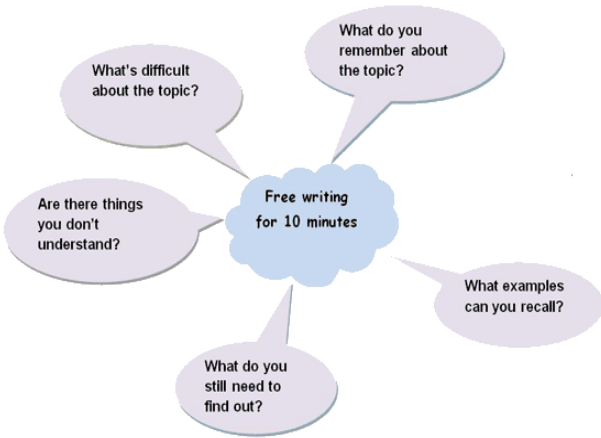 What do you
remember about
the topic?
What's difficult
about the topic?
Free writing
for 10 minutes
Are there things
you don't
understand?
What examples
can you recall?
What do you
still need to
find out?